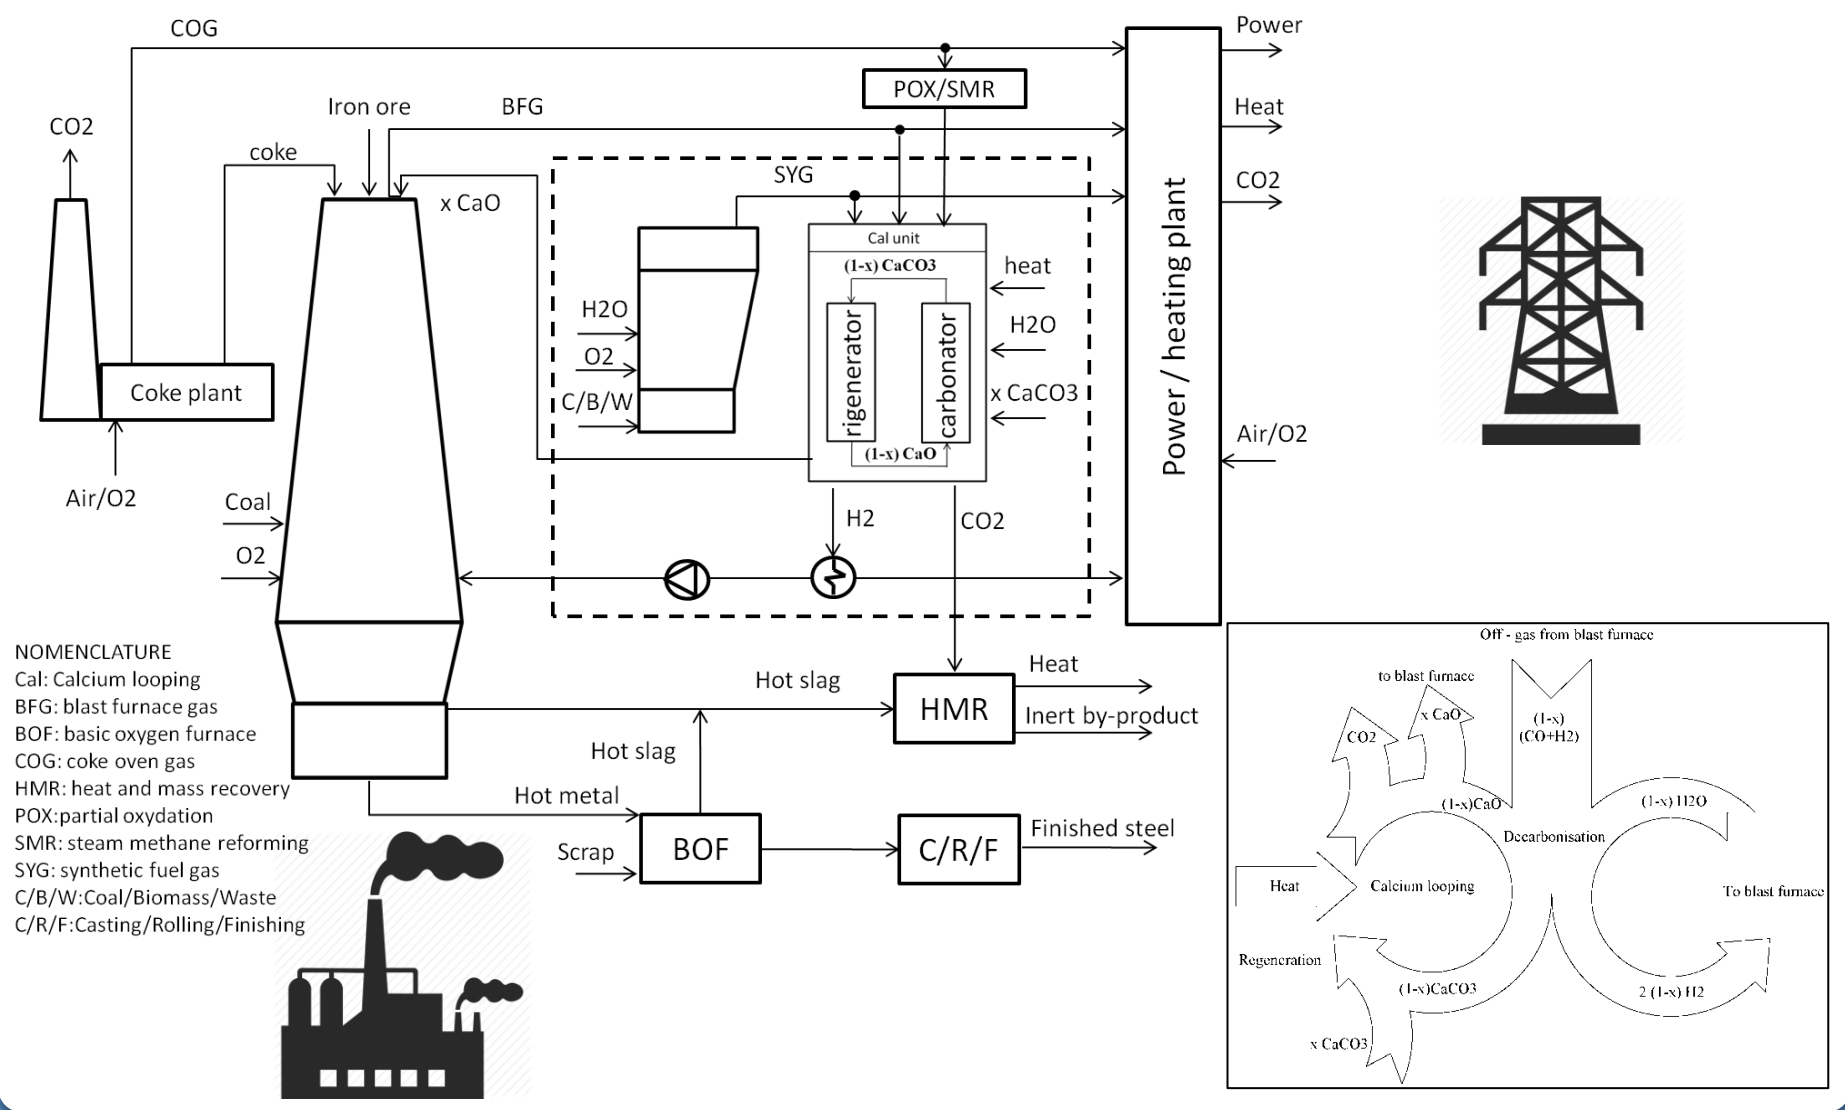 COG
Power
POX/SMR
Iron ore
BFG
Heat
CO2
coke
SYG
CO2
x CaO
Cal unit
(1-x) CaCO3
heat
H2O
H2O
O2
rigenerator
carbonator
Power / heating plant
Coke plant
C/B/W
x CaCO3
(1-x) CaO
Air/O2
Air/O2
Coal
H2
CO2
O2
NOMENCLATURE
Cal: Calcium looping
BFG: blast furnace gas
BOF: basic oxygen furnace
COG: coke oven gas
HMR: heat and mass recovery
POX:partial oxydation
SMR: steam methane reforming
SYG: synthetic fuel gas
C/B/W:Coal/Biomass/Waste
C/R/F:Casting/Rolling/Finishing
Hot slag
HMR
Heat
Inert by-product
Hot slag
Hot metal
Scrap
BOF
C/R/F
Finished steel
Off - gas from blast furnace
to blast furnace
x CaO
CO2
(1-x)
(CO+H2)
(1-x)CaO
(1-x) H2O
Decarbonisation
Heat
Calcium looping
To blast furnace
Regeneration
(1-x)CaCO3
2 (1-x) H2
x CaCO3